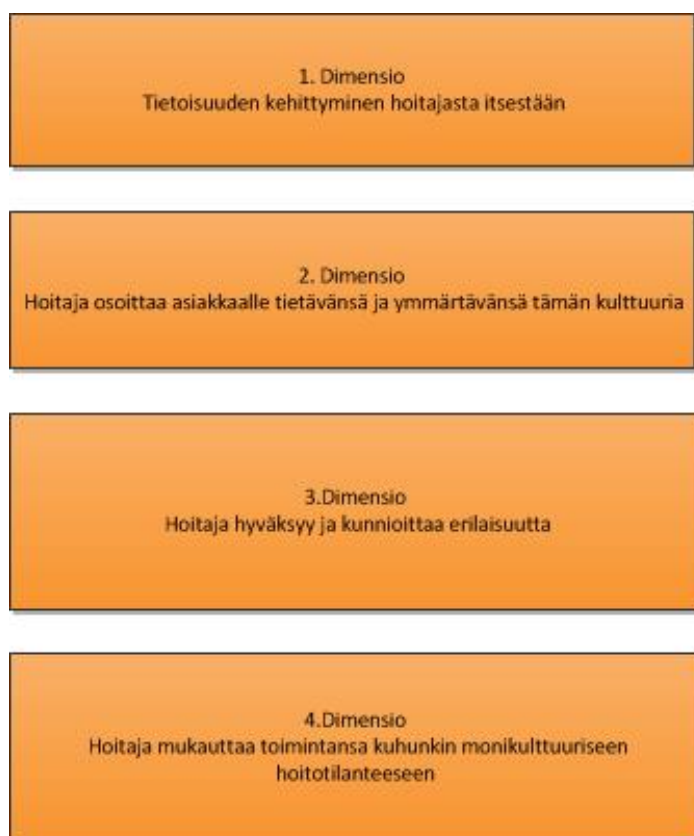 1. Dimensio
Tietoisuuden kehittyminen hoitajasta itsestään
2. Dimensio
Hoitaja osoittaa asiakkaalle tietävänsä ja ymmärtävänsä tämän kulttuuria
3.Dimensio
Hoitaja hyväksyy ja kunnioittaa erilaisuutta
4.Dimensio
Hoitaja mukauttaa toimintansa kuhunkin monikulttuuriseen
hoitotilanteeseen